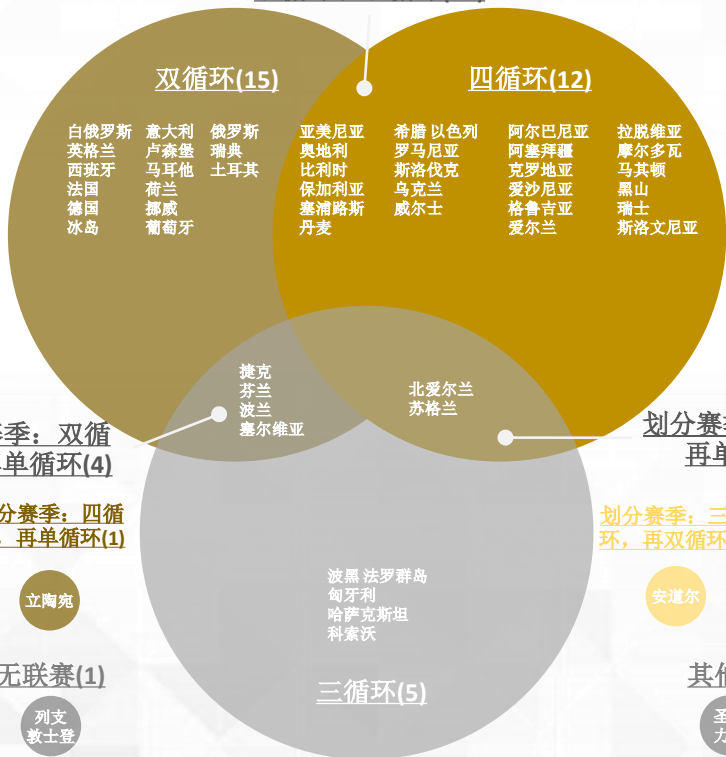 双循环(15)
四循环(12)
白俄罗斯 意大利 俄罗斯
英格兰 卢森堡 瑞典
西班牙 马耳他 土耳其
法国 荷兰
德国 挪威
冰岛 葡萄牙
亚美尼亚 希腊 以色列
奥地利 罗马尼亚
比利时 斯洛伐克
保加利亚 乌克兰
塞浦路斯 威尔士
丹麦
阿尔巴尼亚 拉脱维亚
阿塞拜疆 摩尔多瓦
克罗地亚 马其顿
爱沙尼亚 黑山
格鲁吉亚 瑞士
爱尔兰 斯洛文尼亚
捷克
芬兰
波兰
塞尔维亚
北爱尔兰
苏格兰
季：双循
单循环(4)
划分赛
再单
分赛季：四循
，再单循环(1)
划分赛季：三
环，再双循环
立陶宛
安道尔
波黑 法罗群岛
匈牙利
哈萨克斯坦
科索沃
三循环(5)
无联赛(1)
其他
列支
敦士登
圣
力